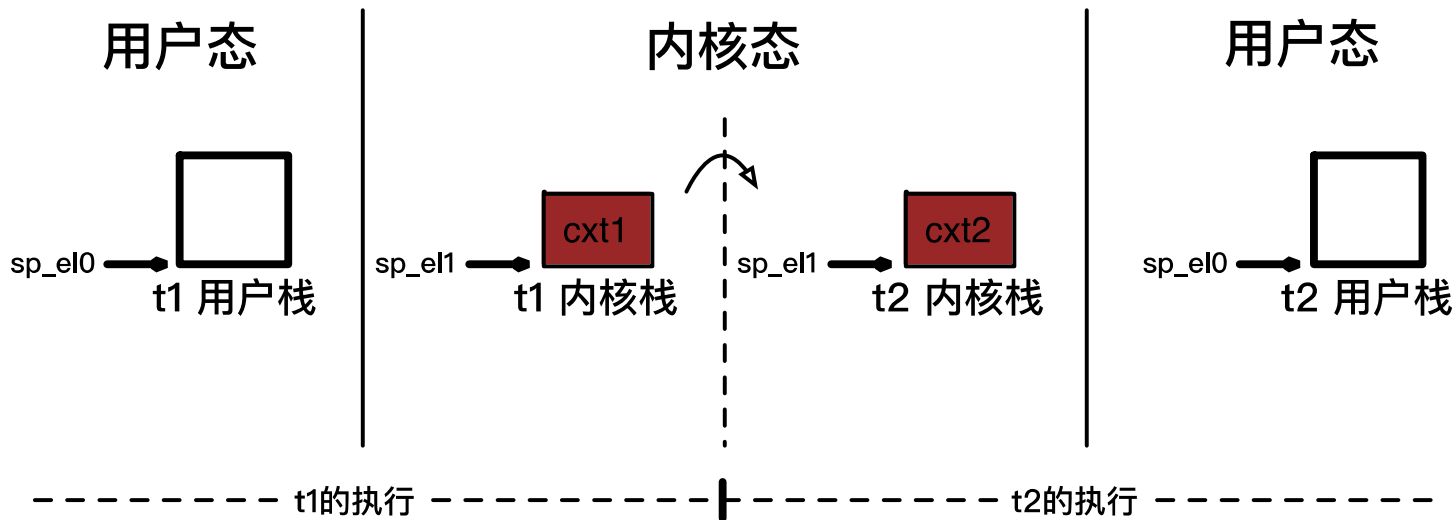 用户态 内核态 用户态
cxt1 cxt2
sp_el0 sp_el1 sp_el1 sp_el0
t1 用户栈 t1 内核栈 t2 内核栈 t2 用户栈
t1的执行 t2的执行